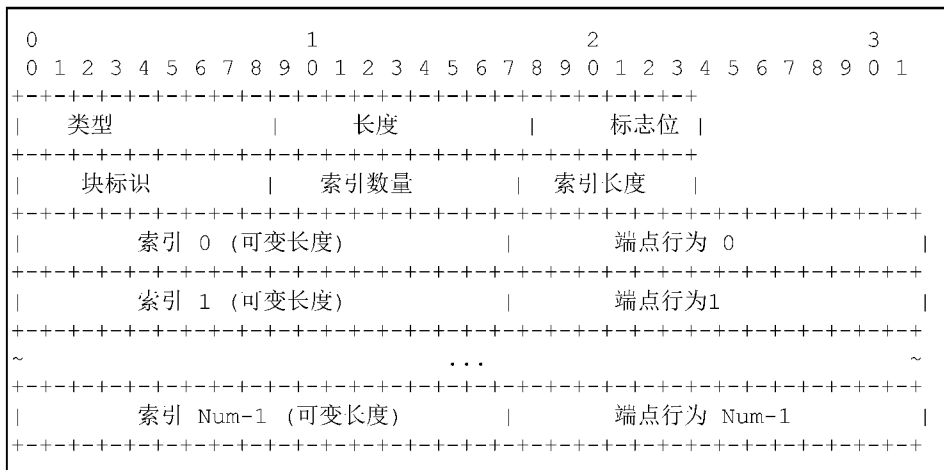 0 1 2 3
0 1 2 3 4 5 6 7 8 9 0 1 2 3 4 5 6 7 8 9 0 1 2 3 4 5 6 7 8 9 0 1
+-+-+-+-+-+-+-+-+-+-+-+-+-+-+-+-+-+-+-+-+-+-+-+-+
| 类型 | 长度 | 标志位 |
+-+-+-+-+-+-+-+-+-+-+-+-+-+-+-+-+-+-+-+-+-+-+-+-+
| 块标识 | 索引数量 | 索引长度 |
+-+-+-+-+-+-+-+-+-+-+-+-+-+-+-+-+-+-+-+-+-+-+-+-+-+-+-+-+-+-+-+-+
| 索引 0 (可变长度) | 端点行为 0 |
+-+-+-+-+-+-+-+-+-+-+-+-+-+-+-+-+-+-+-+-+-+-+-+-+-+-+-+-+-+-+-+-+
| 索引 1 (可变长度) | 端点行为1 |
+-+-+-+-+-+-+-+-+-+-+-+-+-+-+-+-+-+-+-+-+-+-+-+-+-+-+-+-+-+-+-+-+
~ ... ~
+-+-+-+-+-+-+-+-+-+-+-+-+-+-+-+-+-+-+-+-+-+-+-+-+-+-+-+-+-+-+-+-+
| 索引 Num-1 (可变长度) | 端点行为 Num-1 |
+-+-+-+-+-+-+-+-+-+-+-+-+-+-+-+-+-+-+-+-+-+-+-+-+-+-+-+-+-+-+-+-+